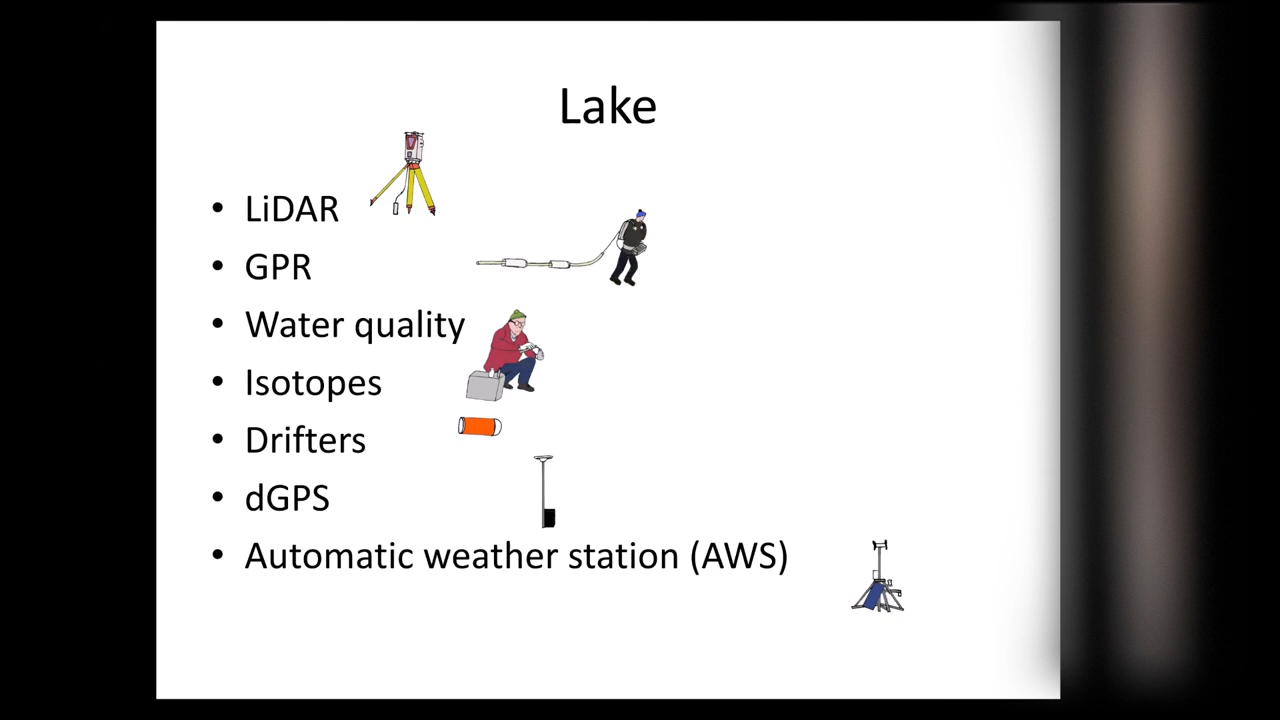 Lake
• LiDAR
• GPR
• Water quality
• Isotopes
• Drifters
• dGPS
• Automatic weather station (AWS)